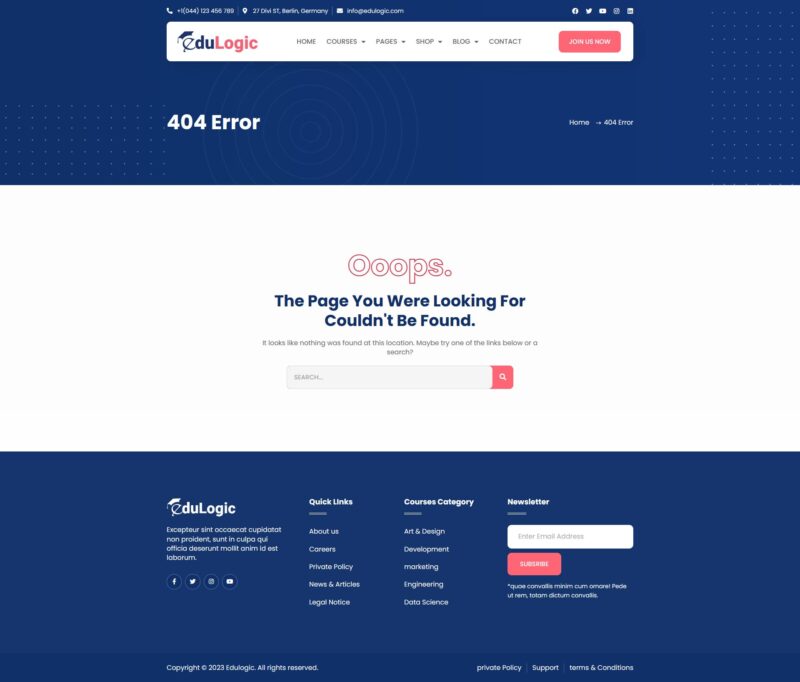 +1(044) 123 456 789
27 Divi ST, Berlin, Germany
info@edulogic.com
eduLogic
HOME
COURSES
PAGES
SHOP
BLOG
CONTACT
JOIN US NOW
404 Error
Home → 404 Error
Ooops.
The Page You Were Looking For
Couldn't Be Found.
It looks like nothing was found at this location. Maybe try one of the links below or a
search?
SEARCH...
eduLogic
Excepteur sint occaecat cupidatat
non proident, sunt in culpa qui
officia deserunt mollit anim id est
laborum.
Quick LInks
About us
Careers
Private Policy
News & Articles
Legal Notice
Courses Category
Art & Design
Development
marketing
Engineering
Data Science
Newsletter
Enter Email Address
SUBSRIBE
*quae convallis minim cum ornare! Pede
ut rem, totam dictum convallis.
Copyright © 2023 Edulogic. All rights reserved.
private Policy
Support
terms & Conditions